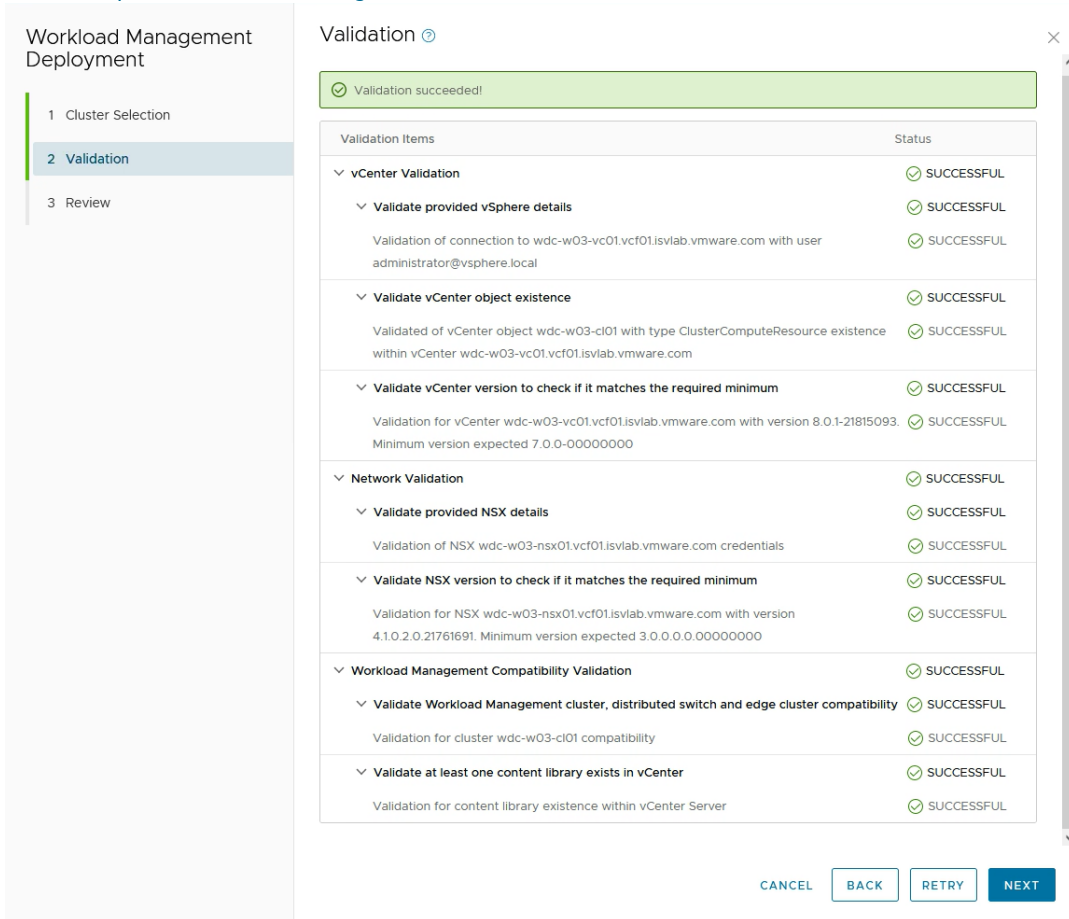 Workload Management
Deployment
1 Cluster Selection
2 Validation
3 Review
Validation
Validation succeeded!
Validation Items Status
vCenter Validation SUCCESSFUL
Validate provided vSphere details SUCCESSFUL
Validation of connection to wdc-w03-vc01.vcf01.isvlab.vmware.com with user SUCCESSFUL
administrator@vsphere.local
Validate vCenter object existence SUCCESSFUL
Validated of vCenter object wdc-w03-cl01 with type ClusterComputeResource existence SUCCESSFUL
within vCenter wdc-w03-vc01.vcf01.isvlab.vmware.com
Validate vCenter version to check if it matches the required minimum SUCCESSFUL
Validation for vCenter wdc-w03-vc01.vcf01.isvlab.vmware.com with version 8.0.1-21815093. SUCCESSFUL
Minimum version expected 7.0.0-00000000
Network Validation SUCCESSFUL
Validate provided NSX details SUCCESSFUL
Validation of NSX wdc-w03-nsx01.vcf01.isvlab.vmware.com credentials SUCCESSFUL
Validate NSX version to check if it matches the required minimum SUCCESSFUL
Validation for NSX wdc-w03-nsx01.vcf01.isvlab.vmware.com with version SUCCESSFUL
4.1.0.2.0.21761691. Minimum version expected 3.0.0.0.0.00000000
Workload Management Compatibility Validation SUCCESSFUL
Validate Workload Management cluster, distributed switch and edge cluster compatibility SUCCESSFUL
Validation for cluster wdc-w03-cl01 compatibility SUCCESSFUL
Validate at least one content library exists in vCenter SUCCESSFUL
Validation for content library existence within vCenter Server SUCCESSFUL
CANCEL BACK RETRY NEXT